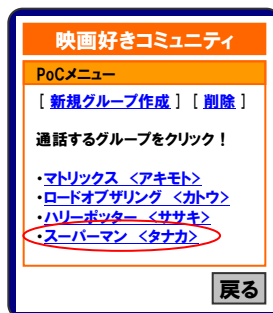 映画好きコミュニティ
PoCメニュー
[ 新規グループ作成 ] [ 削除 ]
通話するグループをクリック！
・マトリックス <アキモト>
・ロードオブザリング <カトウ>
・ハリーポッター <ササキ>
・スーパーマン <タナカ>
戻る